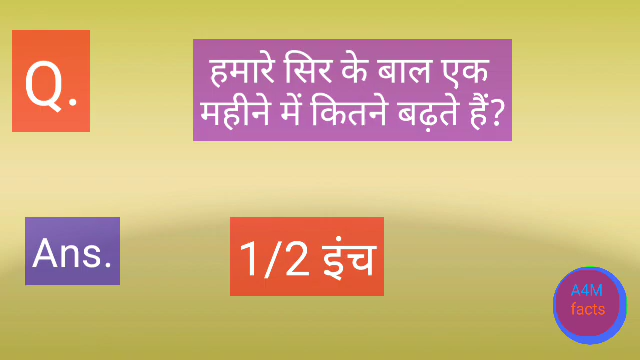 Q.
हमारे सिर के बाल एक
महीने में कितने बढ़ते हैं?
Ans.
1/2 इंच
A4M
facts